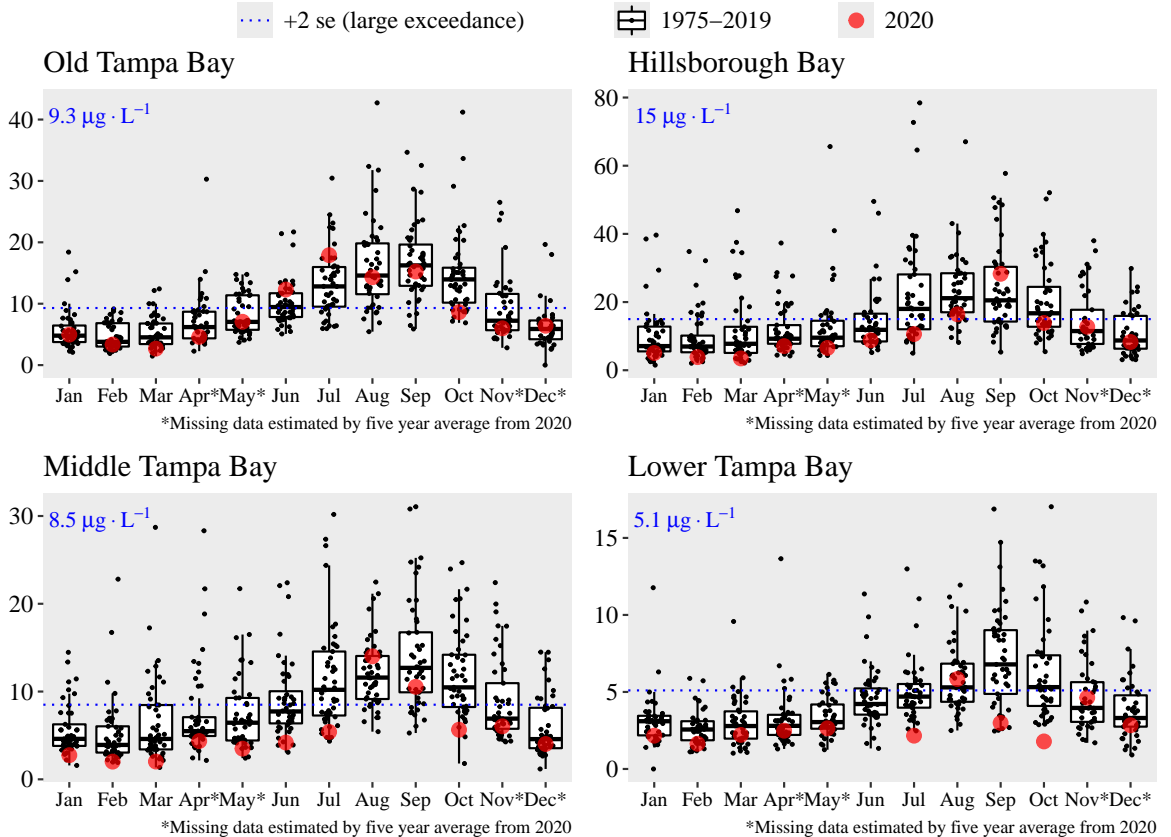 +2 se (large exceedance) 1975–2019 2020
Old Tampa Bay
9.3 μg · L⁻¹
40
30
20
10
0
Jan Feb Mar Apr* May* Jun Jul Aug Sep Oct Nov* Dec*
*Missing data estimated by five year average from 2020
Hillsborough Bay
15 μg · L⁻¹
80
60
40
20
0
Jan Feb Mar Apr* May* Jun Jul Aug Sep Oct Nov* Dec*
*Missing data estimated by five year average from 2020
Middle Tampa Bay
8.5 μg · L⁻¹
30
20
10
0
Jan Feb Mar Apr* May* Jun Jul Aug Sep Oct Nov* Dec*
*Missing data estimated by five year average from 2020
Lower Tampa Bay
5.1 μg · L⁻¹
15
10
5
0
Jan Feb Mar Apr* May* Jun Jul Aug Sep Oct Nov* Dec*
*Missing data estimated by five year average from 2020